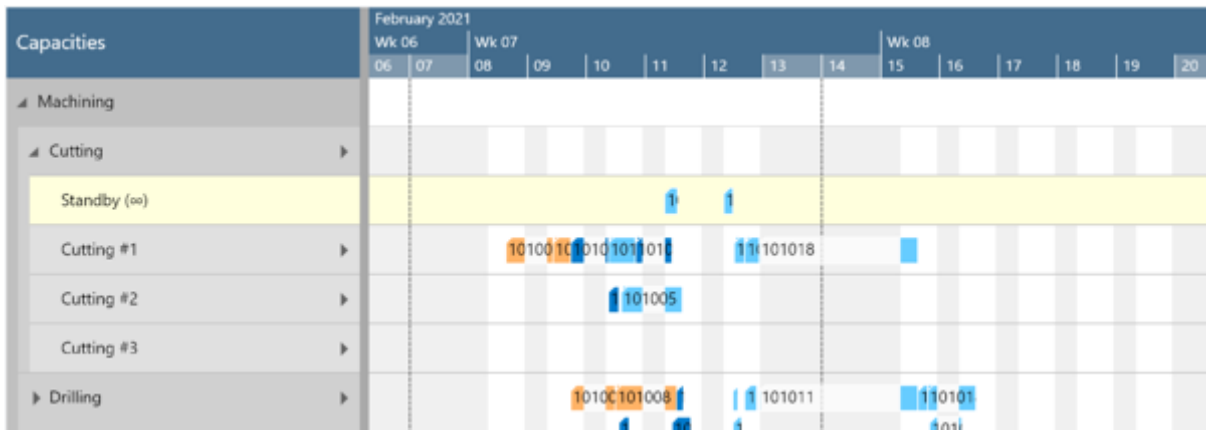 February 2021
Capacities
Wk 06 Wk 07 Wk 08
06 07 08 09 10 11 12 13 14 15 16 17 18 19 20
Machining
Cutting
Standby (∞)
Cutting #1 101018
Cutting #2 101005
Cutting #3
Drilling 101008 101011